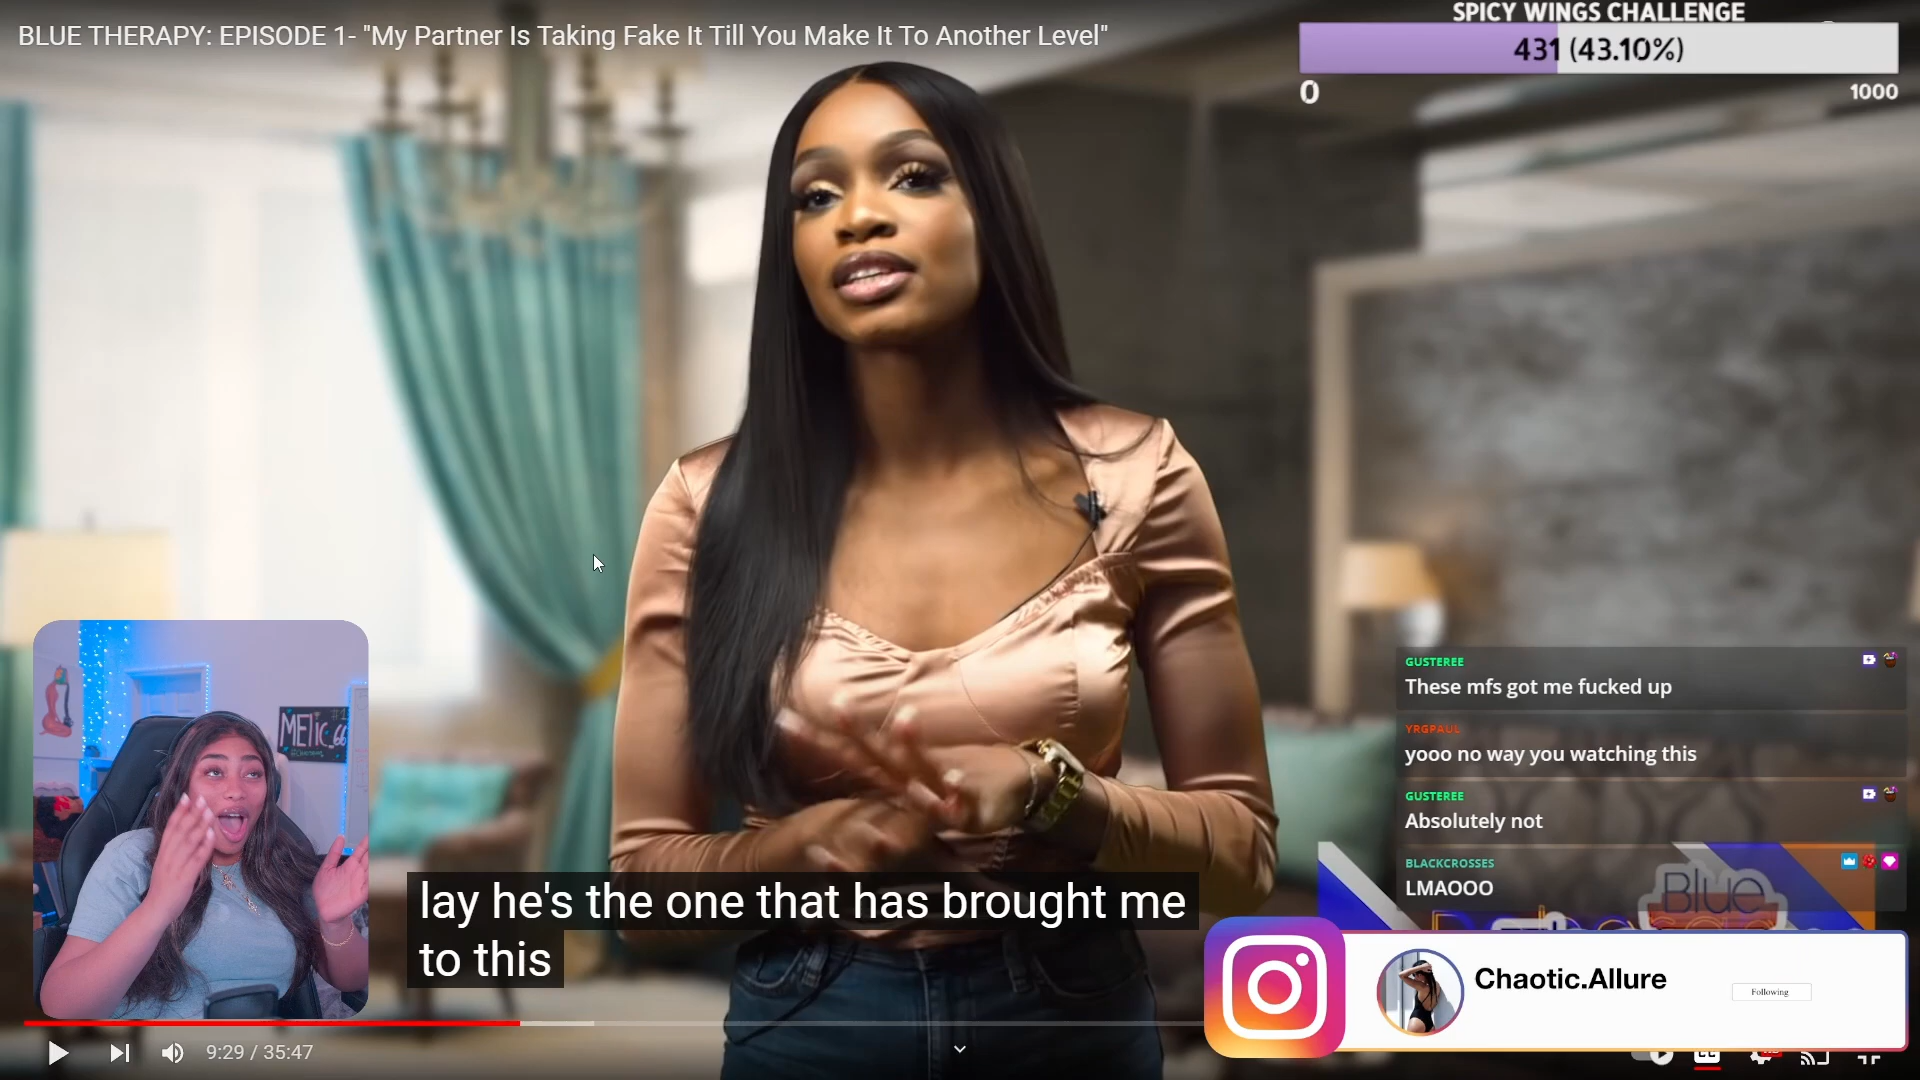 BLUE THERAPY: EPISODE 1- "My Partner Is Taking Fake It Till You Make It To Another Level"
SPICY WINGS CHALLENGE
431 (43.10%)
0
1000
METIC_66
GUSTEREE
These mfs got me fucked up
YRGPAUL
yooo no way you watching this
GUSTEREE
Absolutely not
BLACKCROSSES
LMAOOO
Blue
lay he's the one that has brought me
to this
Chaotic.Allure
Following
9:29 / 35:47